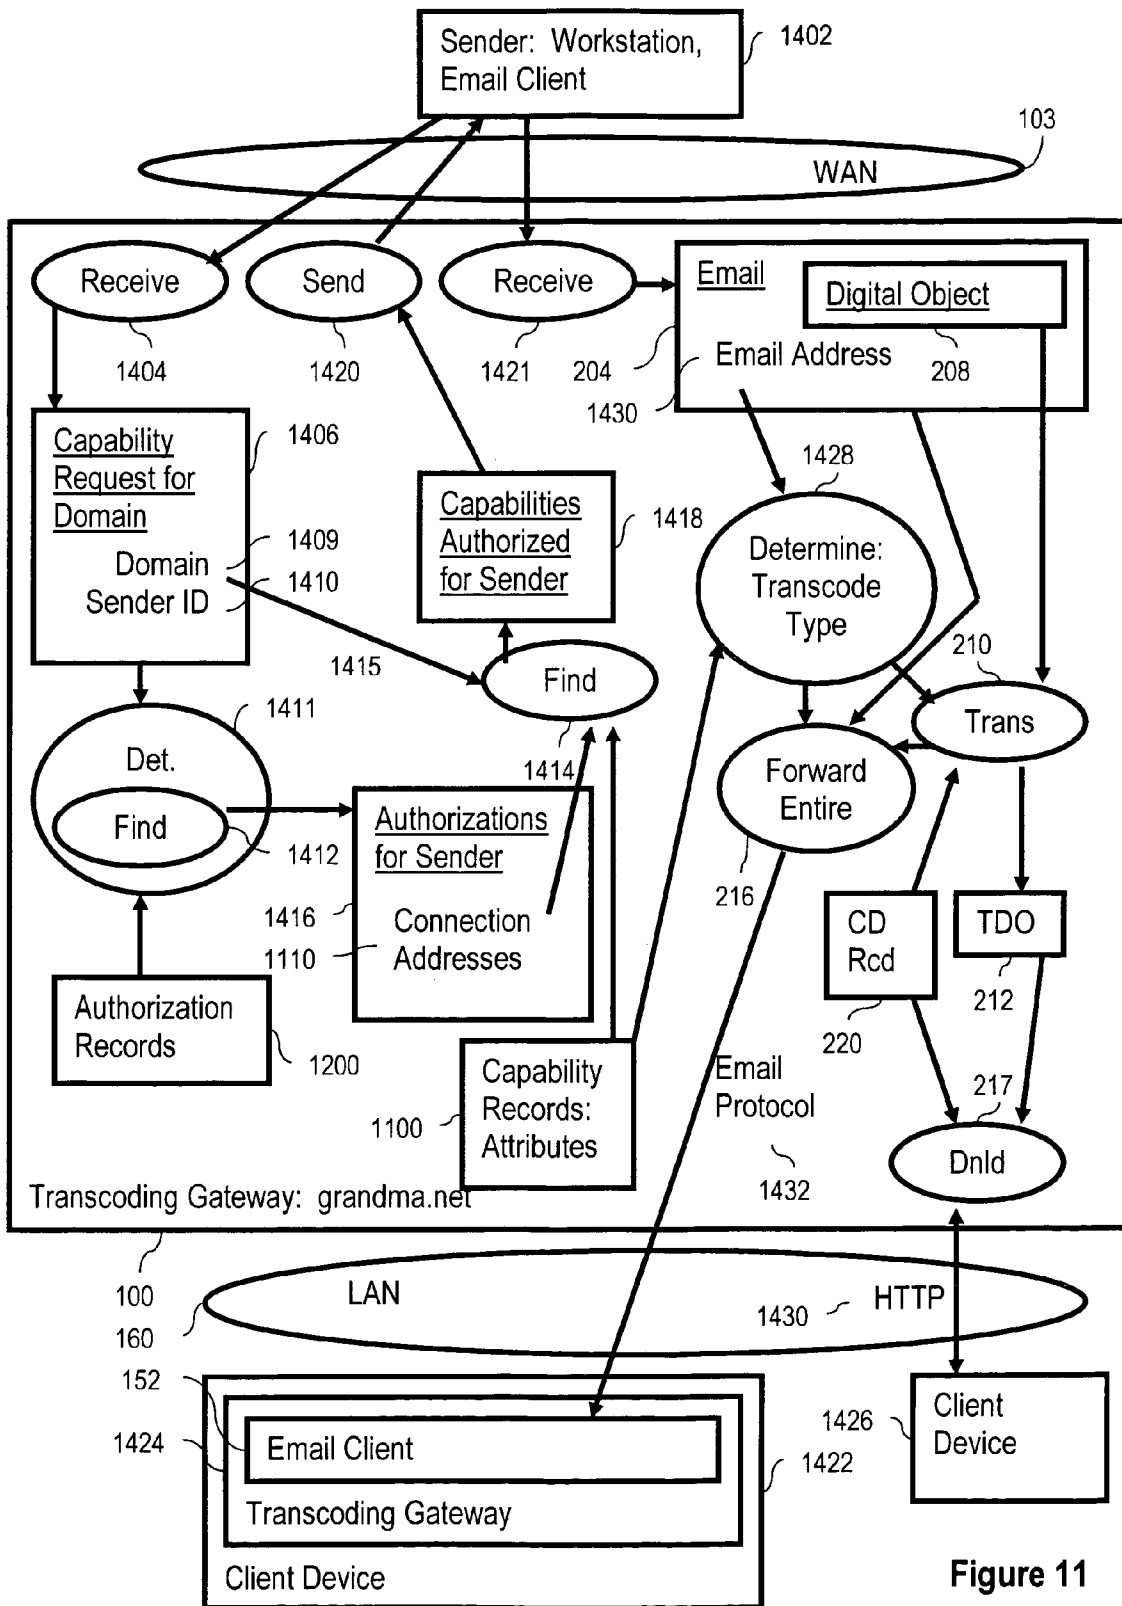 Sender: Workstation,
Email Client
1402
103
WAN
Receive
Send
Receive
Email
Digital Object
Email Address
1404
1420
1421
204
208
1430
Capability
Request for
Domain
1406
1409
Domain
1410
Sender ID
Capabilities
Authorized
for Sender
1418
1428
Determine:
Transcode
Type
1415
Find
210
Trans
1411
Det.
Find
1412
1414
Forward
Entire
216
Authorizations
for Sender
1416
Connection
Addresses
1110
CD
Rcd
TDO
212
220
Authorization
Records
1200
Capability
Records:
Attributes
1100
Email
Protocol
1432
217
Dnld
Transcoding Gateway: grandma.net
100
LAN
HTTP
1430
160
152
Email Client
1424
Transcoding Gateway
Client Device
1422
1426
Client
Device
Figure 11